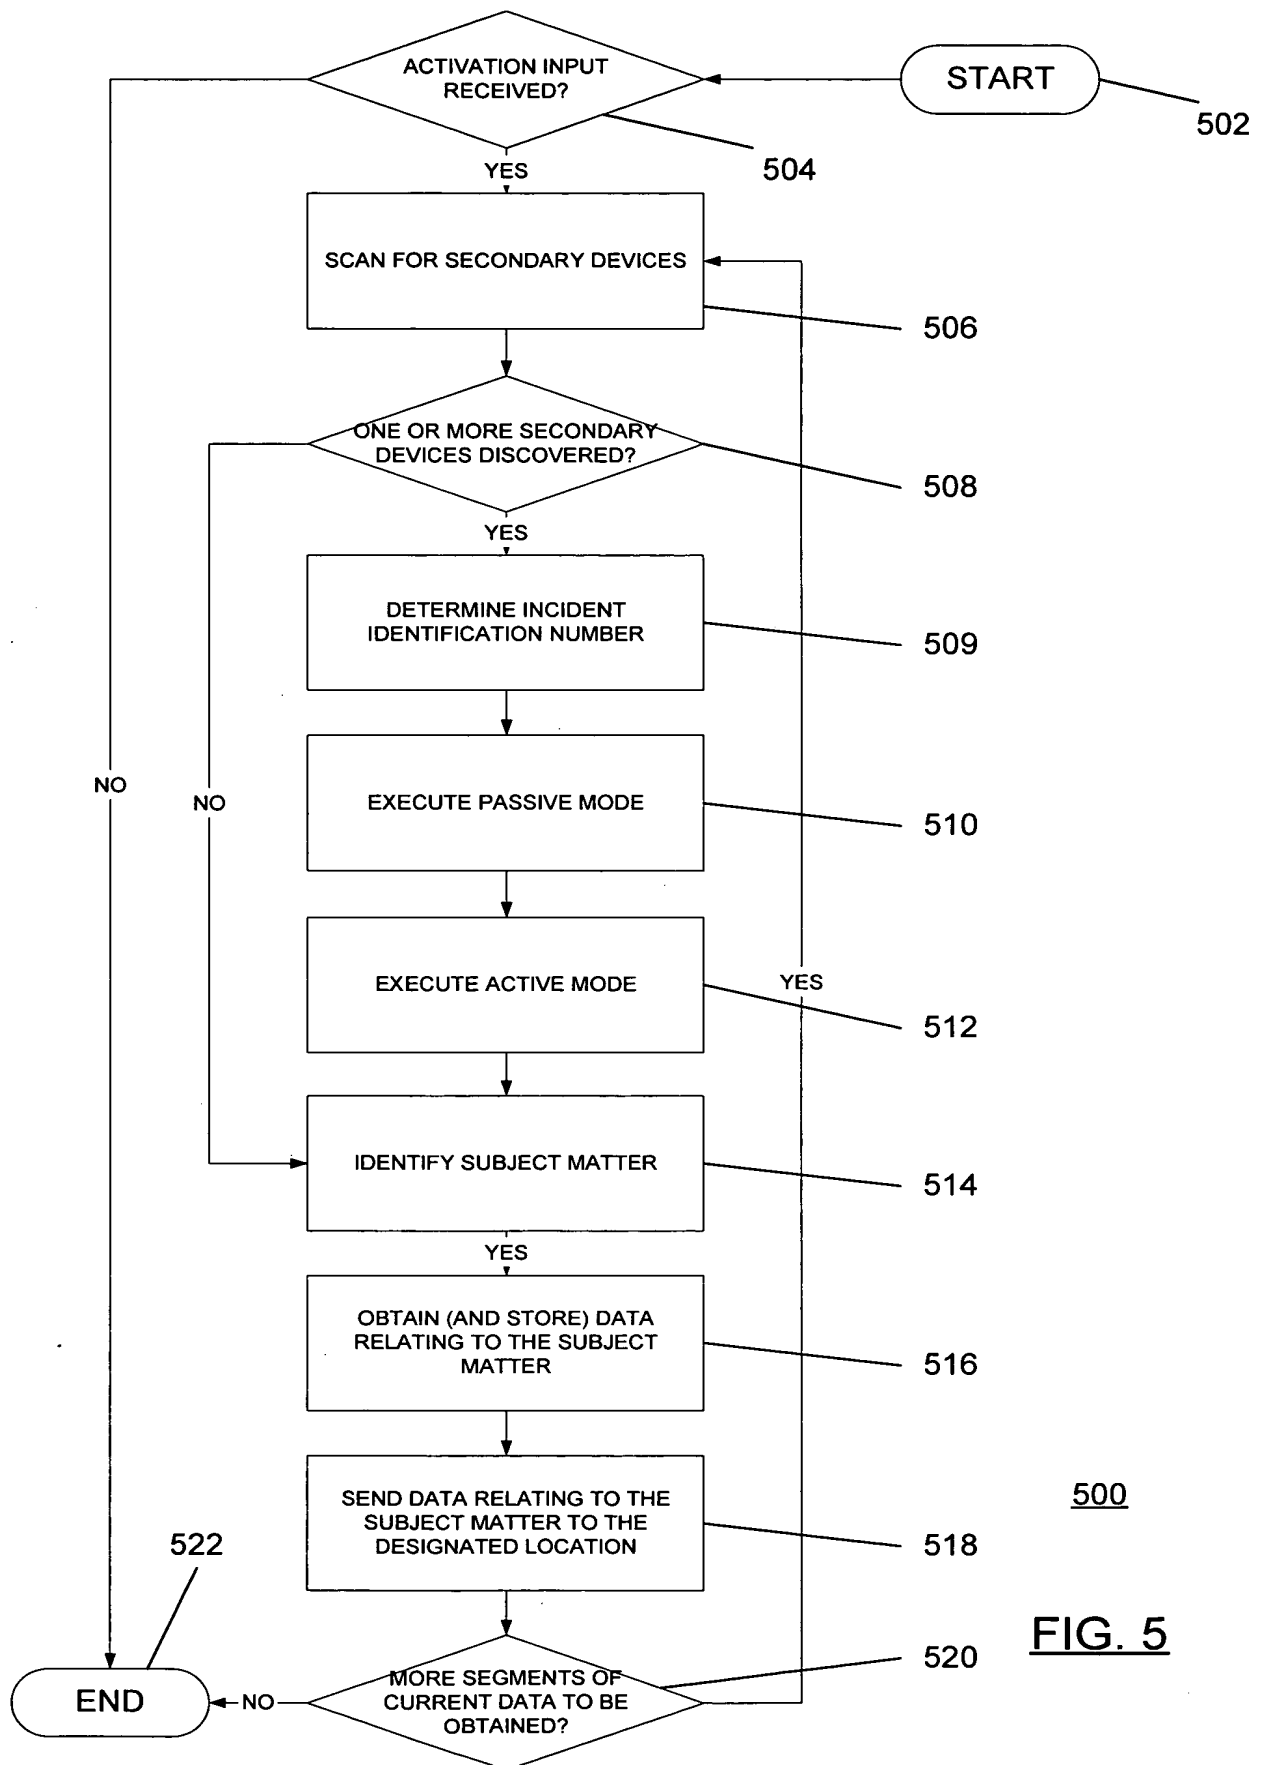 ACTIVATION INPUT
RECEIVED?
START
502
504
YES
SCAN FOR SECONDARY DEVICES
506
ONE OR MORE SECONDARY
DEVICES DISCOVERED?
508
YES
DETERMINE INCIDENT
IDENTIFICATION NUMBER
509
NO
NO
EXECUTE PASSIVE MODE
510
EXECUTE ACTIVE MODE
YES
512
IDENTIFY SUBJECT MATTER
514
YES
OBTAIN (AND STORE) DATA
RELATING TO THE SUBJECT
MATTER
516
SEND DATA RELATING TO THE
SUBJECT MATTER TO THE
DESIGNATED LOCATION
518
500
522
FIG. 5
520
MORE SEGMENTS OF
CURRENT DATA TO BE
OBTAINED?
NO
END